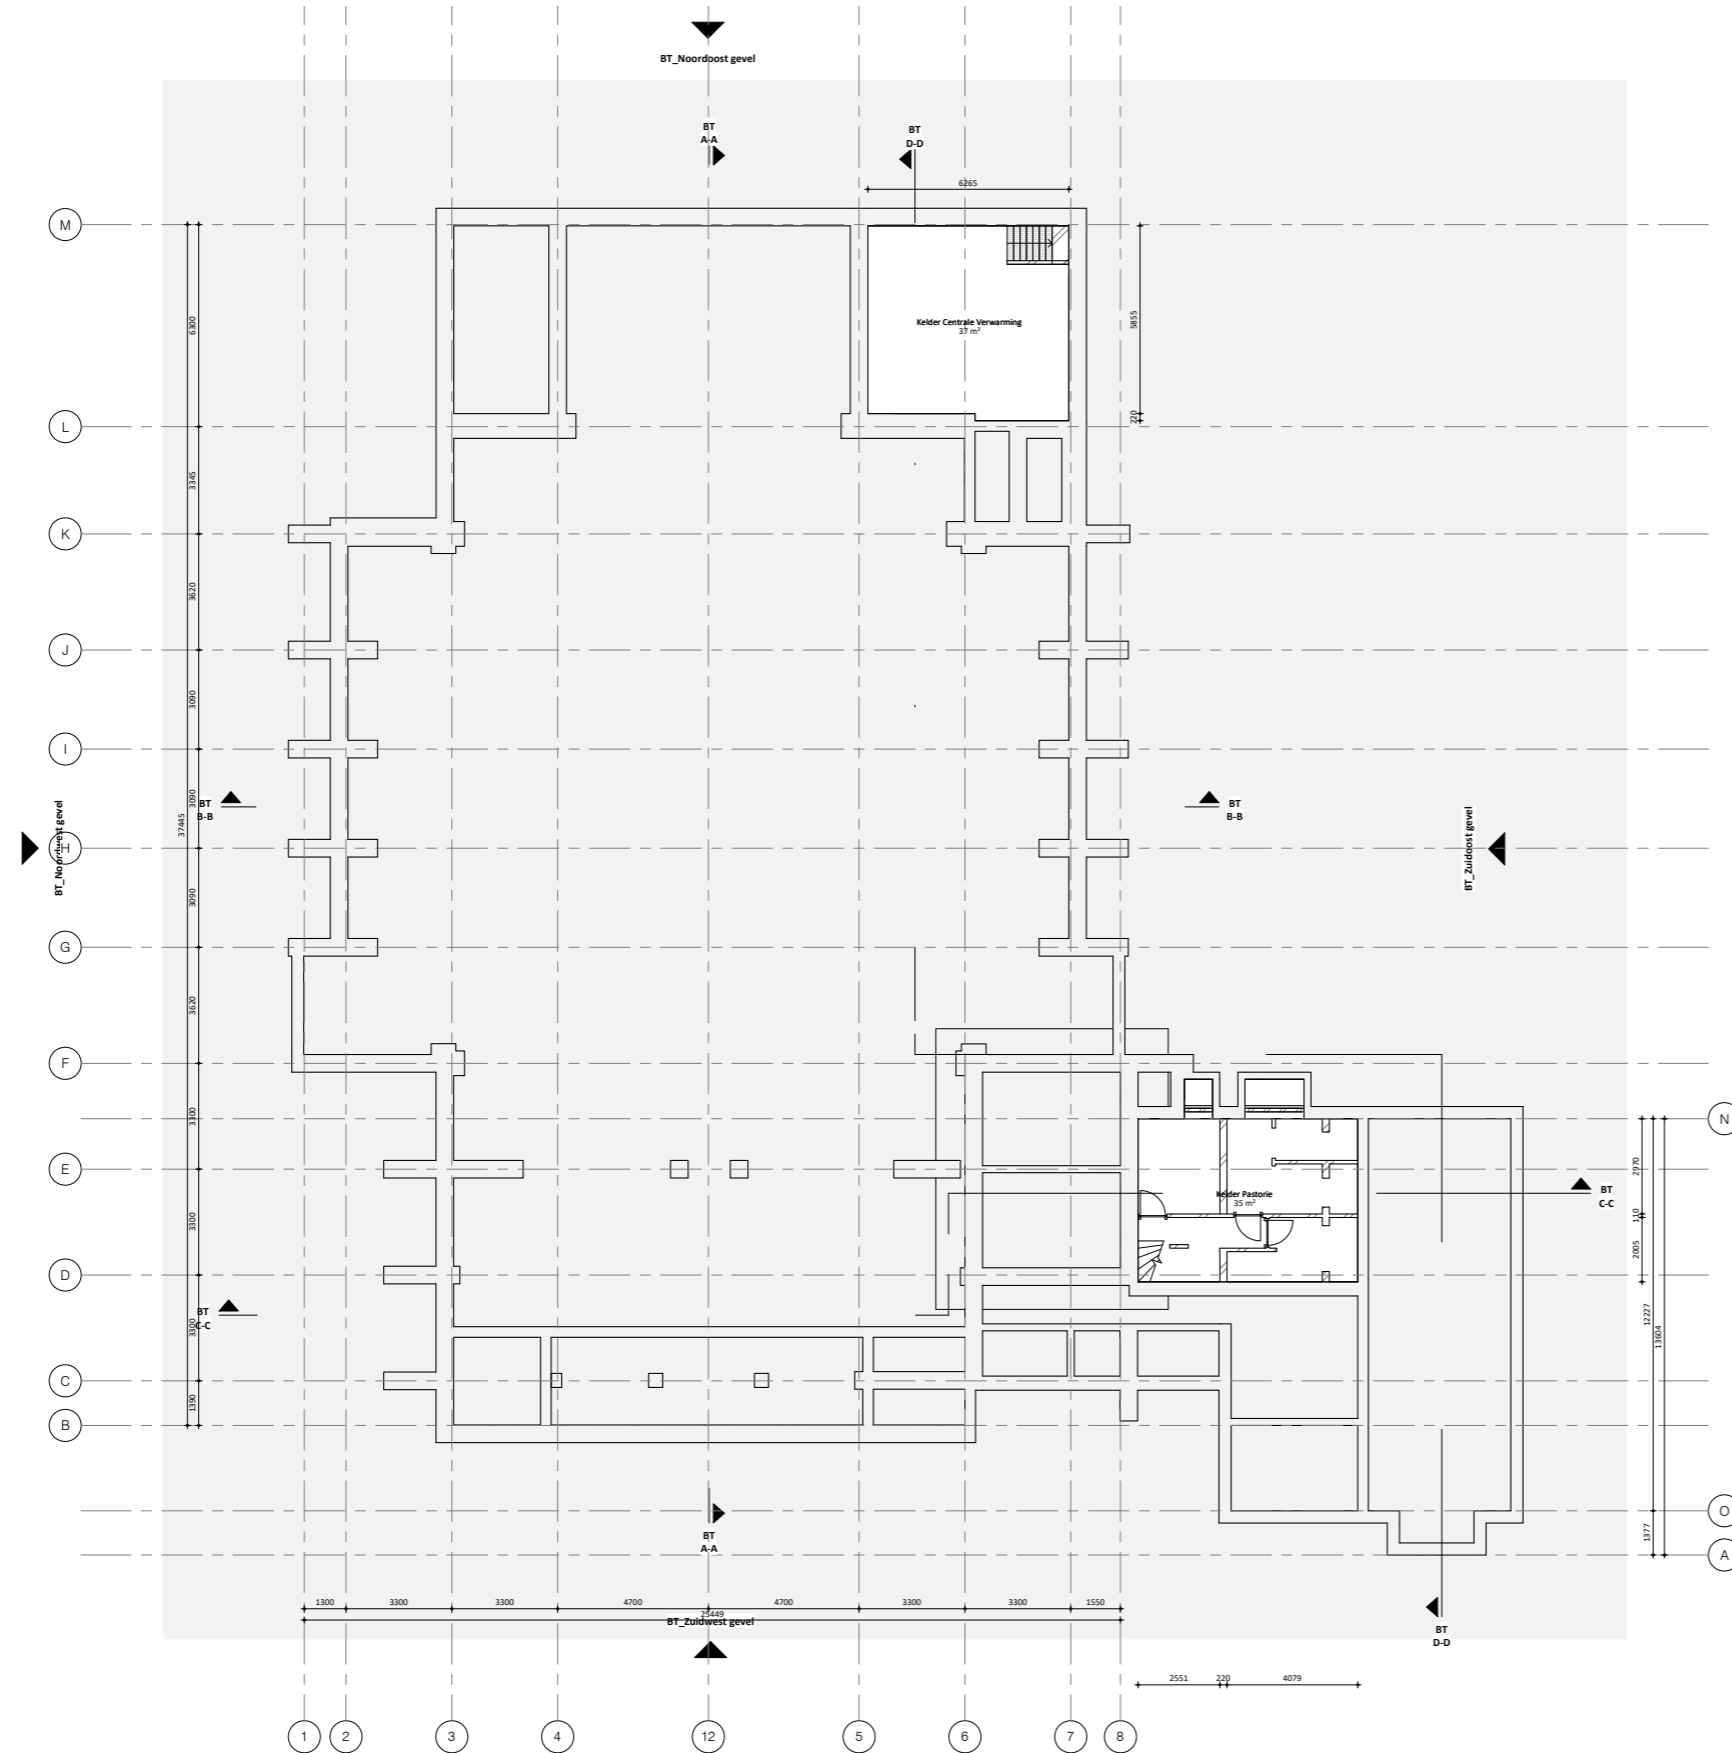 BT_Noordoost gevel
BT
A-A
BT
D-D
6265
M
6300
5855
Kelder Centrale Verwarming
37 m²
220
L
3345
K
3620
J
3090
I
3090
37445
BT
B-B
BT
B-B
H
BT_Noordwest gevel
BT_Zuidoost gevel
3090
G
3620
F
3300
N
E
2970
Kelder Pastorie
35 m²
BT
C-C
110
3300
2005
D
BT
C-C
3300
12227
13604
C
1390
B
O
1377
BT
A-A
A
1300
3300
3300
4700
4700
3300
3300
1550
25449
BT_Zuidwest gevel
BT
D-D
2551
220
4079
1
2
3
4
12
5
6
7
8